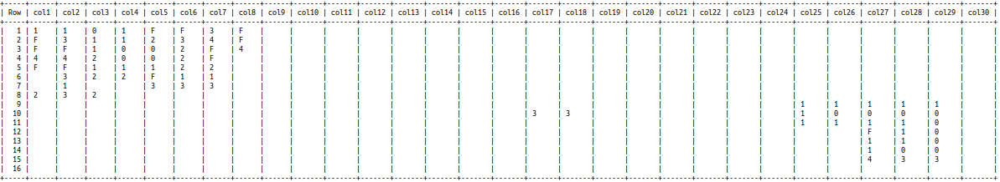 | Row | col1 | col2 | col3 | col4 | col5 | col6 | col7 | col8 | col9 | col10 | col11 | col12 | col13 | col14 | col15 | col16 | col17 | col18 | col19 | col20 | col21 | col22 | col23 | col24 | col25 | col26 | col27 | col28 | col29 | col30 |
| 1 | 1 | 1 | 0 | 1 | F | F | 3 | F | | | | | | | | | | | | | | | | | | | | | | |
| 2 | F | 3 | 1 | 1 | 2 | 3 | 4 | F | | | | | | | | | | | | | | | | | | | | | | |
| 3 | F | F | 1 | 0 | 0 | 2 | F | 4 | | | | | | | | | | | | | | | | | | | | | | |
| 4 | 4 | 4 | 2 | 0 | 0 | 2 | F | | | | | | | | | | | | | | | | | | | | | | | |
| 5 | F | F | 1 | 1 | 1 | 2 | 2 | | | | | | | | | | | | | | | | | | | | | | | |
| 6 | | 3 | 2 | 2 | F | 1 | 1 | | | | | | | | | | | | | | | | | | | | | | | |
| 7 | | 1 | | | 3 | 3 | 3 | | | | | | | | | | | | | | | | | | | | | | | |
| 8 | 2 | 3 | 2 | | | | | | | | | | | | | | | | | | | | | | | | | | | |
| 9 | | | | | | | | | | | | | | | | | | | | | | | | | 1 | 1 | 1 | 1 | 1 | |
| 10 | | | | | | | | | | | | | | | | | 3 | 3 | | | | | | | 1 | 0 | 0 | 0 | 0 | |
| 11 | | | | | | | | | | | | | | | | | | | | | | | | | 1 | 1 | 1 | 1 | 0 | |
| 12 | | | | | | | | | | | | | | | | | | | | | | | | | | | F | 1 | 0 | |
| 13 | | | | | | | | | | | | | | | | | | | | | | | | | | | 1 | 1 | 0 | |
| 14 | | | | | | | | | | | | | | | | | | | | | | | | | | | 1 | 0 | 0 | |
| 15 | | | | | | | | | | | | | | | | | | | | | | | | | | | 4 | 3 | 3 | |
| 16 | | | | | | | | | | | | | | | | | | | | | | | | | | | | | | |